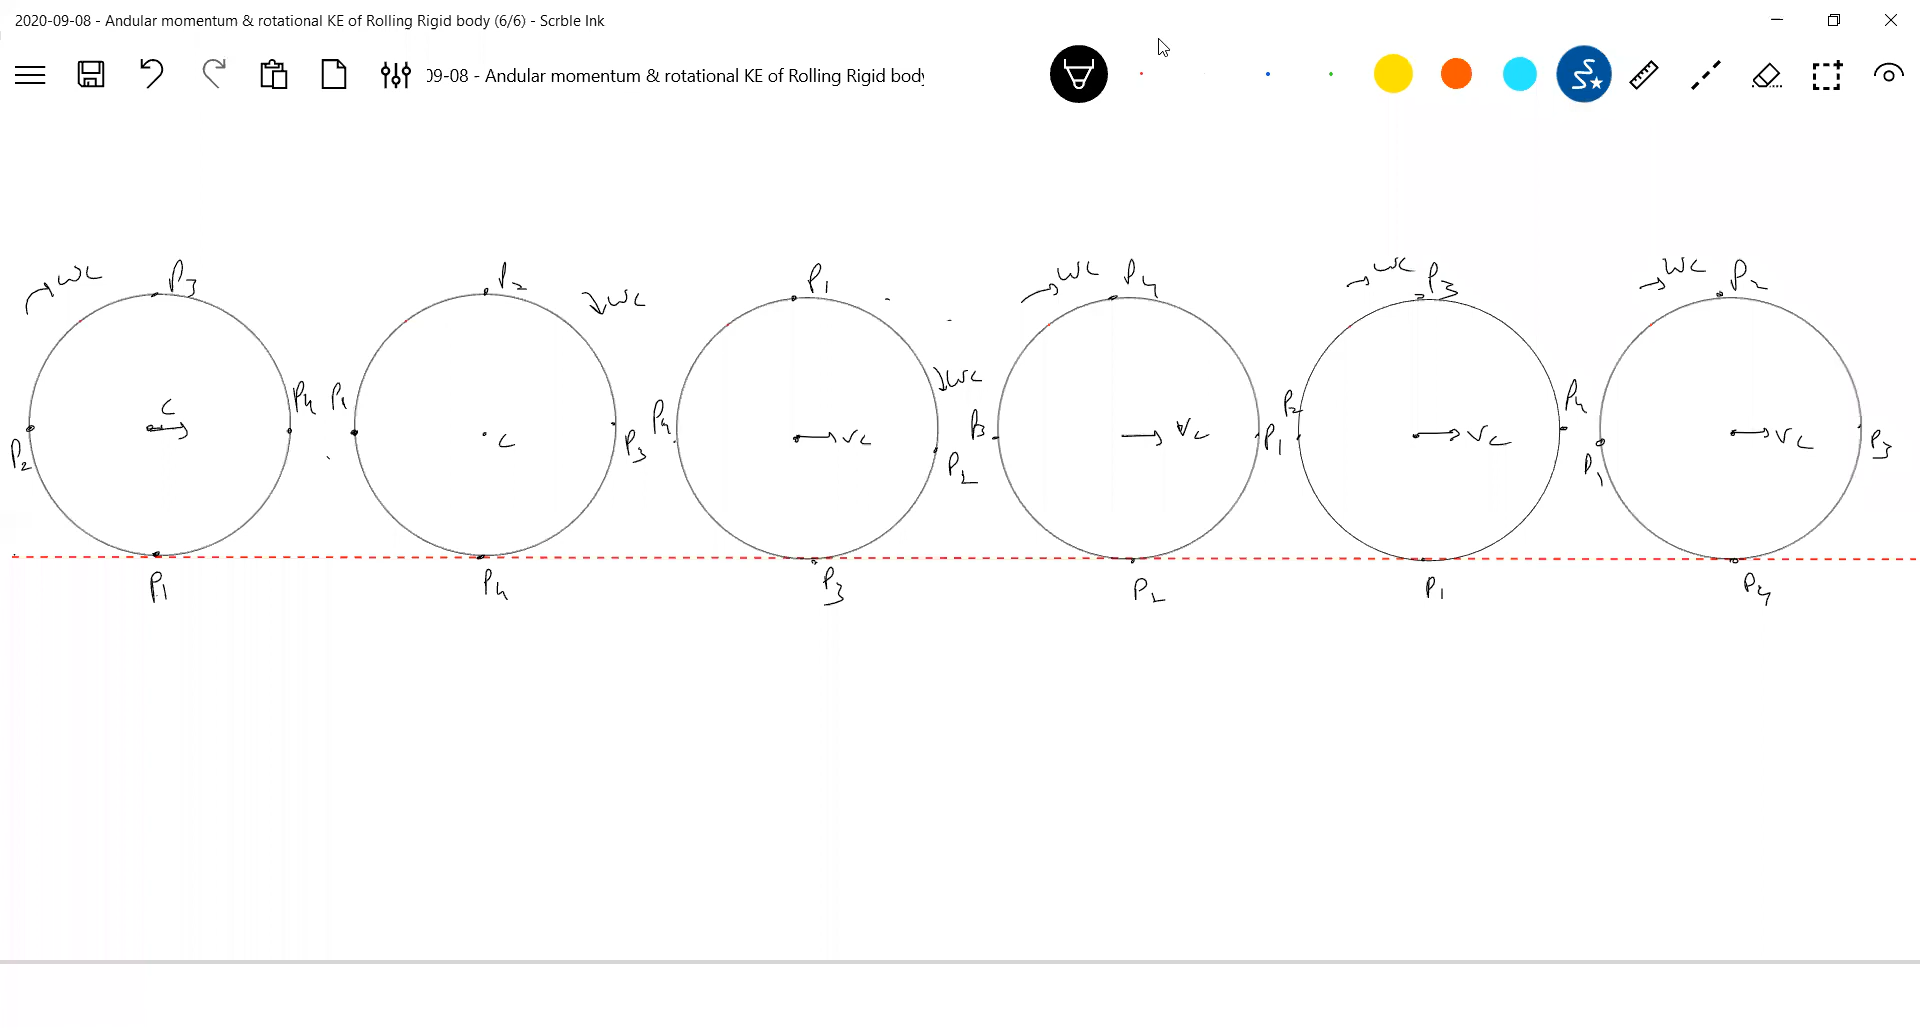 2020-09-08 - Andular momentum & rotational KE of Rolling Rigid body (6/6) - Scrble Ink
09-08 - Andular momentum & rotational KE of Rolling Rigid body
ωc P3 P2 ωc P1 ωc P4 ωc P3 ωc P2
C P4 P1 P4 ωc P3 P2 P4
P2 C P3 vc P2 vc P1 vc P1 vc P3
P1 P4 P3 P2 P1 P4